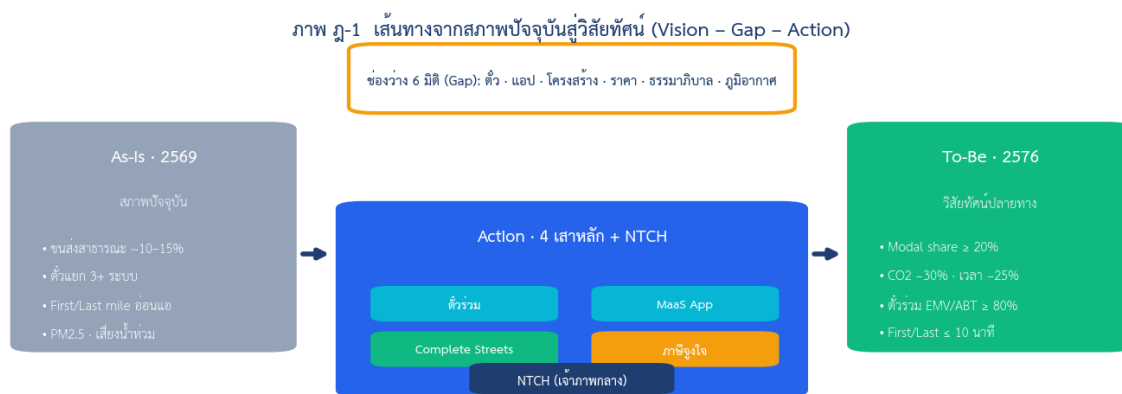 ภาพ ฎ-1 เส้นทางจากสภาพปัจจุบันสู่วิสัยทัศน์ (Vision – Gap – Action)
ช่องว่าง 6 มิติ (Gap): ตั๋ว · แอป · โครงสร้าง · ราคา · ธรรมาภิบาล · ภูมิอากาศ
As-Is · 2569
สภาพปัจจุบัน
• ขนส่งสาธารณะ ~10–15%
• ตั๋วแยก 3+ ระบบ
• First/Last mile อ่อนแอ
• PM2.5 · เสี่ยงน้ำท่วม
Action · 4 เสาหลัก + NTCH
ตั๋วร่วม
MaaS App
Complete Streets
ภาษีจูงใจ
NTCH (เจ้าภาพกลาง)
To-Be · 2576
วิสัยทัศน์ปลายทาง
• Modal share ≥ 20%
• CO2 −30% · เวลา −25%
• ตั๋วร่วม EMV/ABT ≥ 80%
• First/Last ≤ 10 นาที